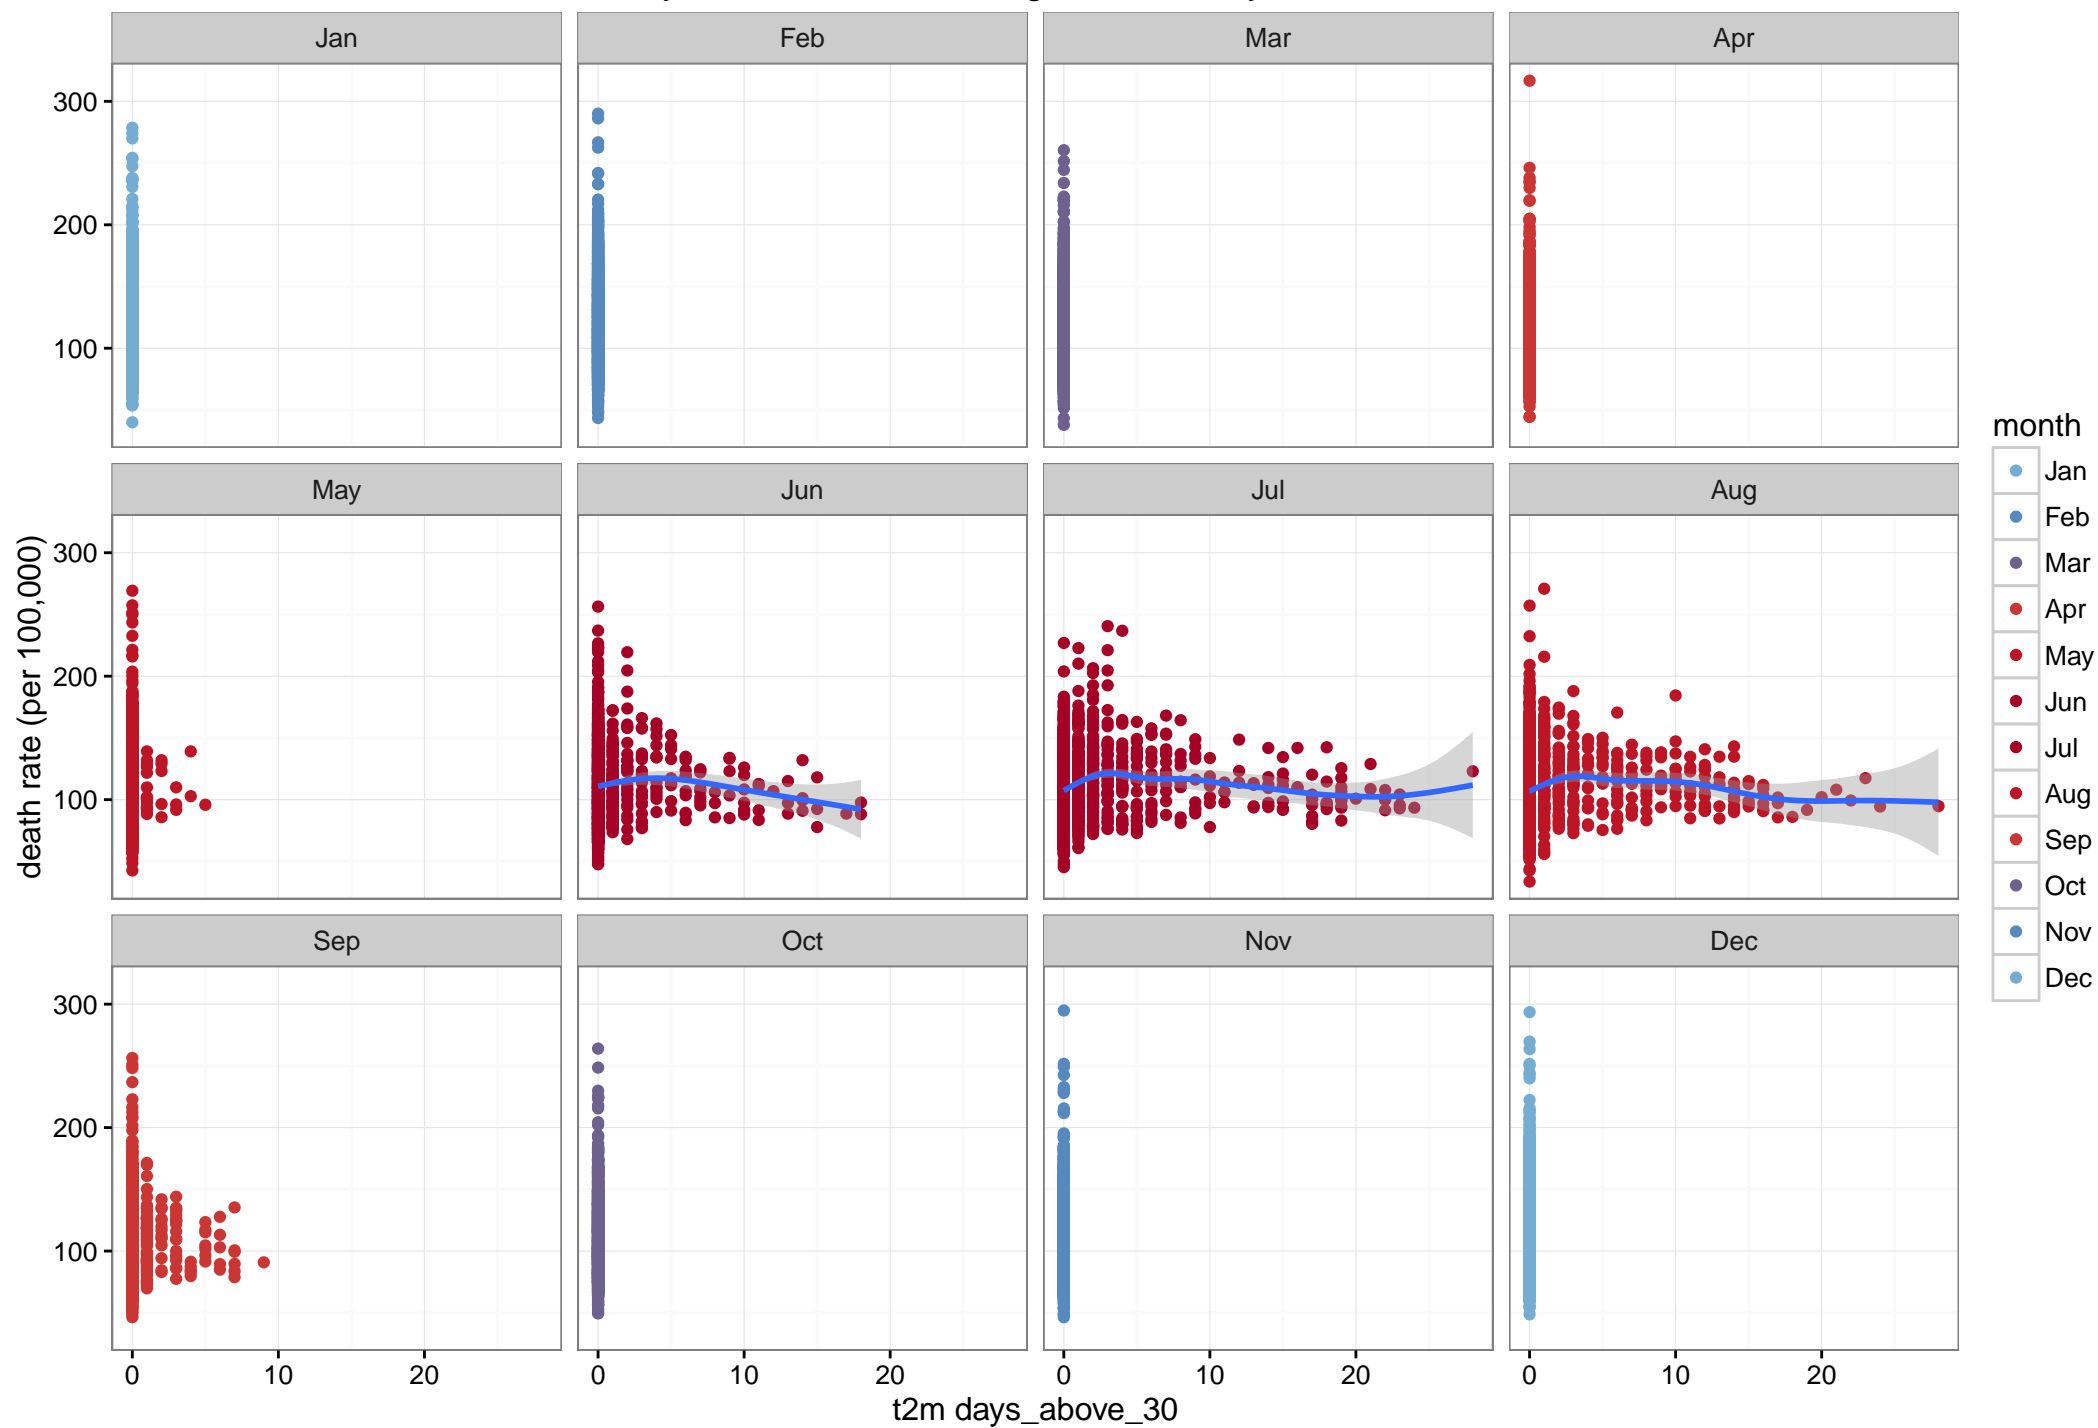 Jan Feb Mar Apr
300
200
100
May Jun Jul Aug
300
200
100
Sep Oct Nov Dec
300
200
100
0 10 20 0 10 20 0 10 20 0 10 20
t2m days_above_30
death rate (per 100,000)
month
Jan
Feb
Mar
Apr
May
Jun
Jul
Aug
Sep
Oct
Nov
Dec